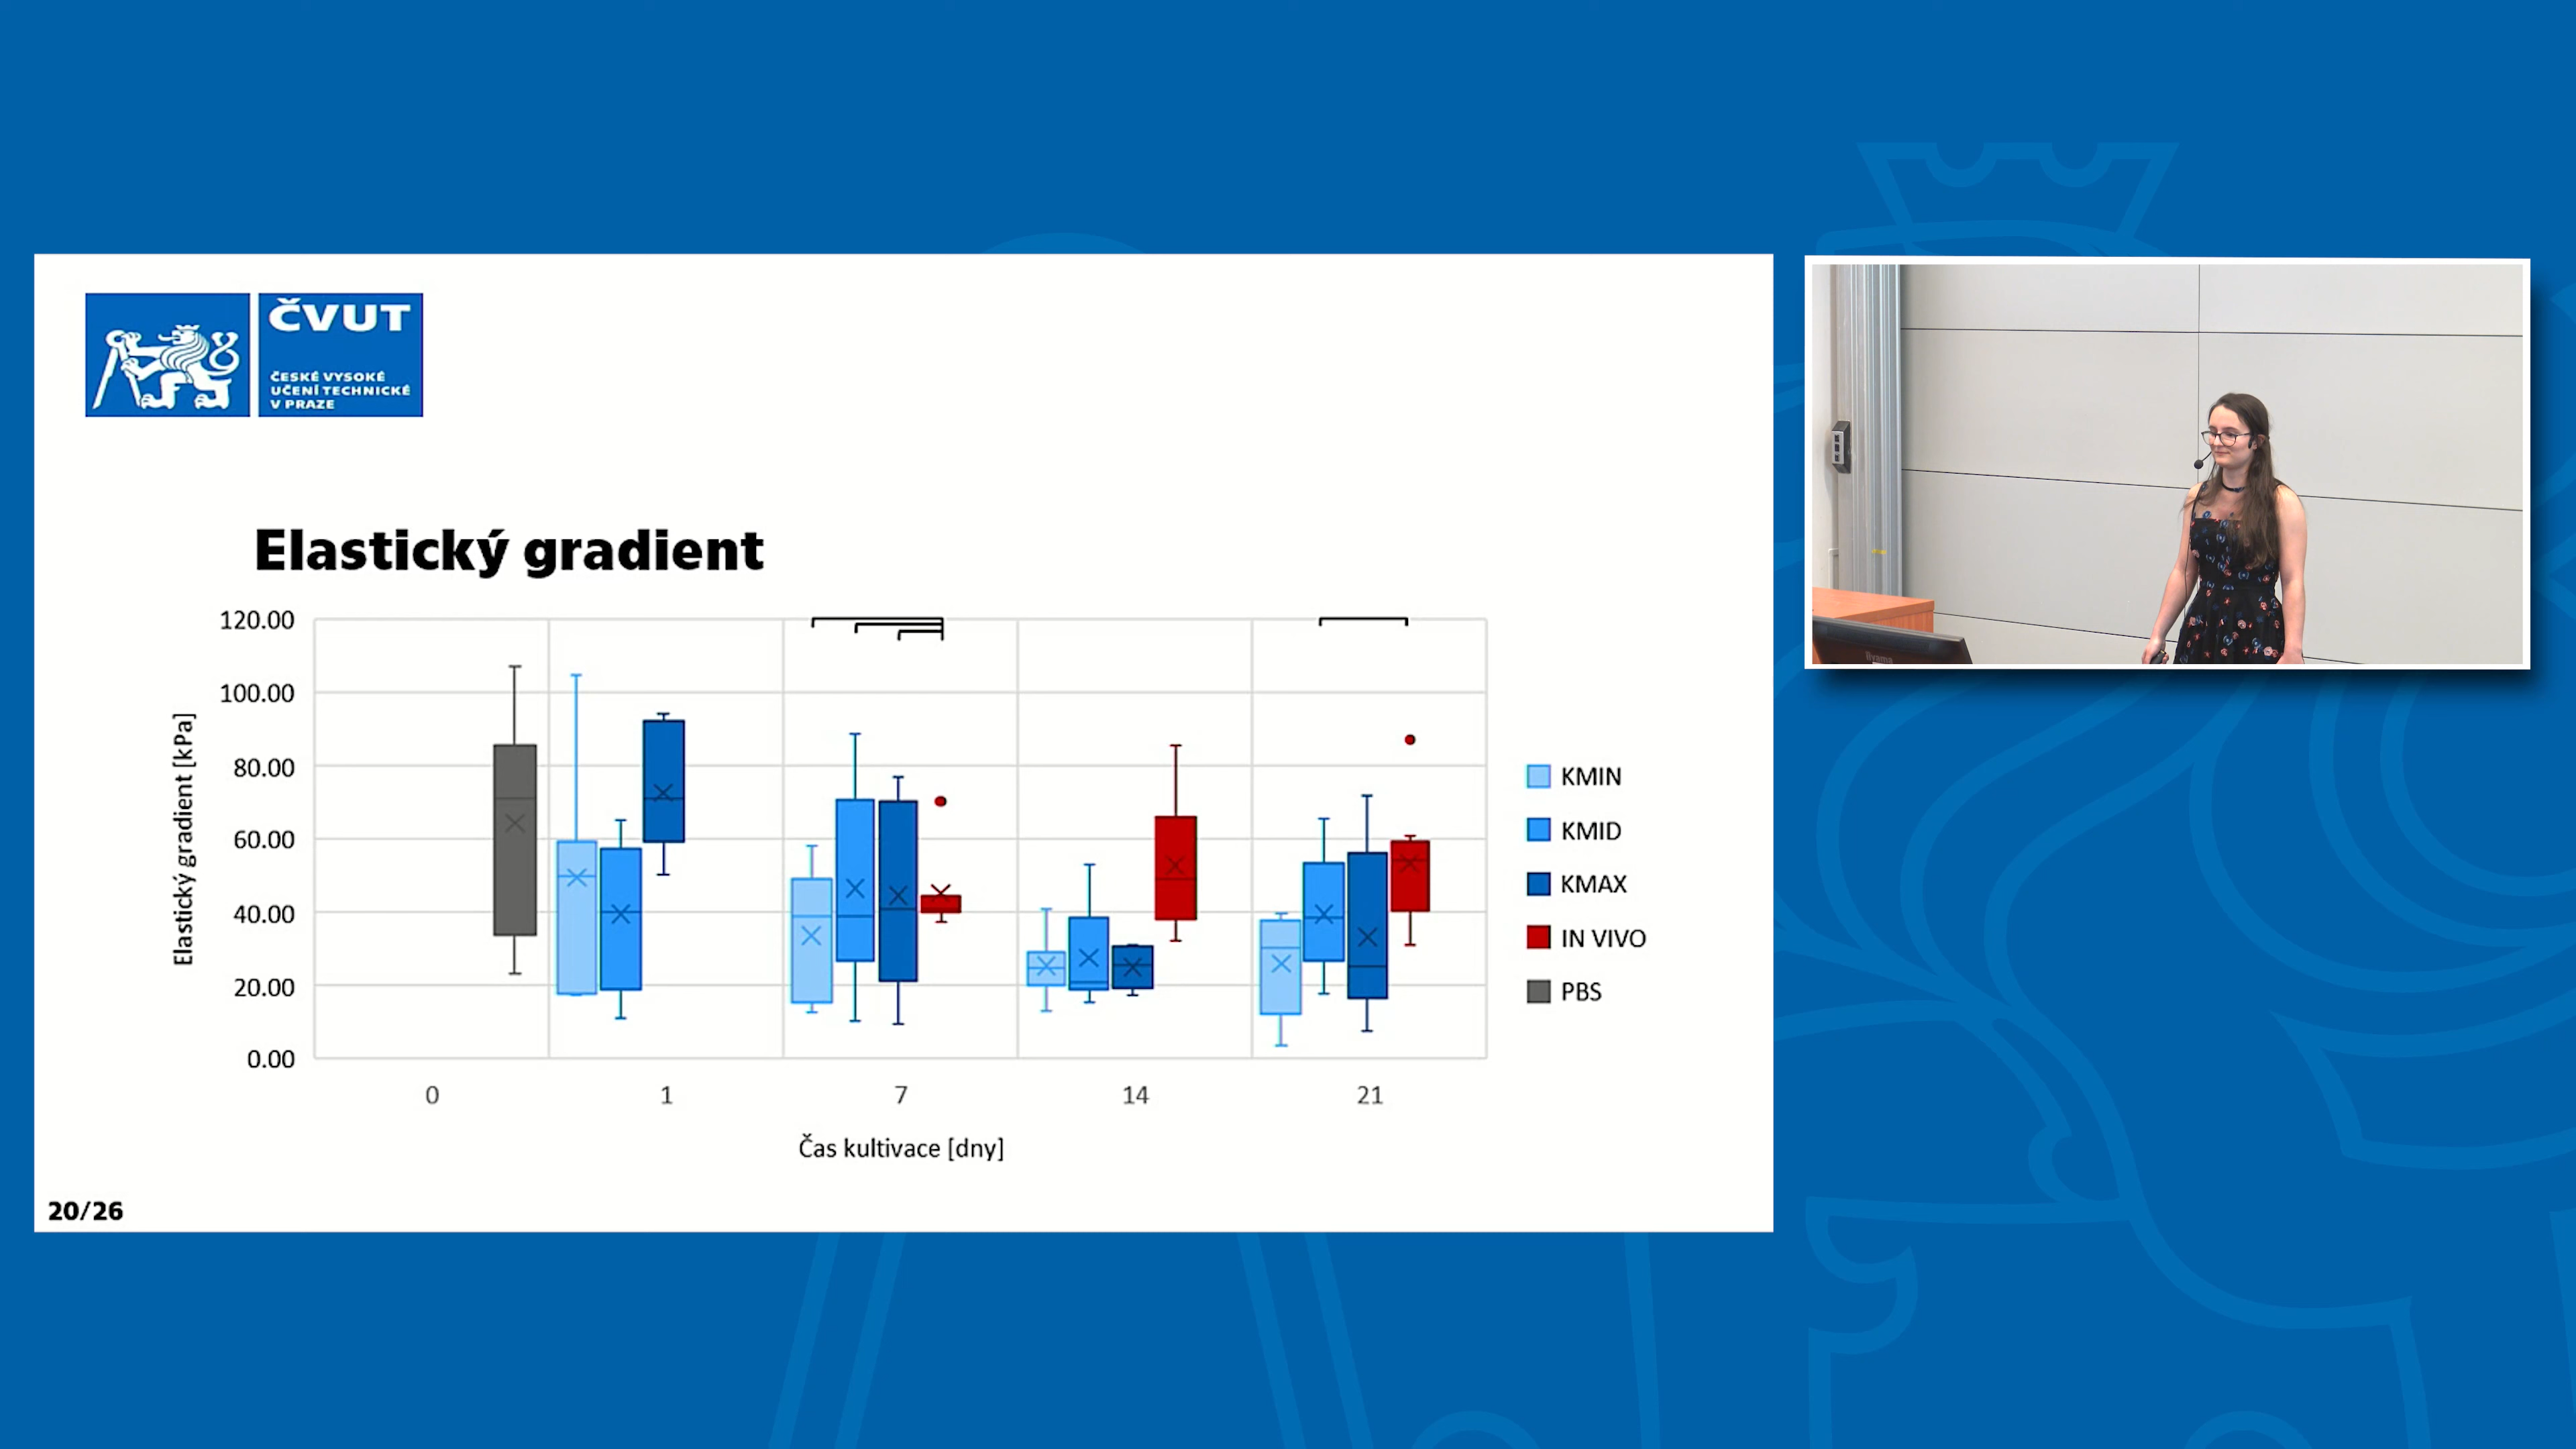 ČVUT
ČESKÉ VYSOKÉ
UČENÍ TECHNICKÉ
V PRAZE
Elastický gradient
120.00
100.00
80.00
60.00
40.00
20.00
0.00
Elastický gradient [kPa]
0 1 7 14 21
Čas kultivace [dny]
KMIN
KMID
KMAX
IN VIVO
PBS
20/26
iiyama